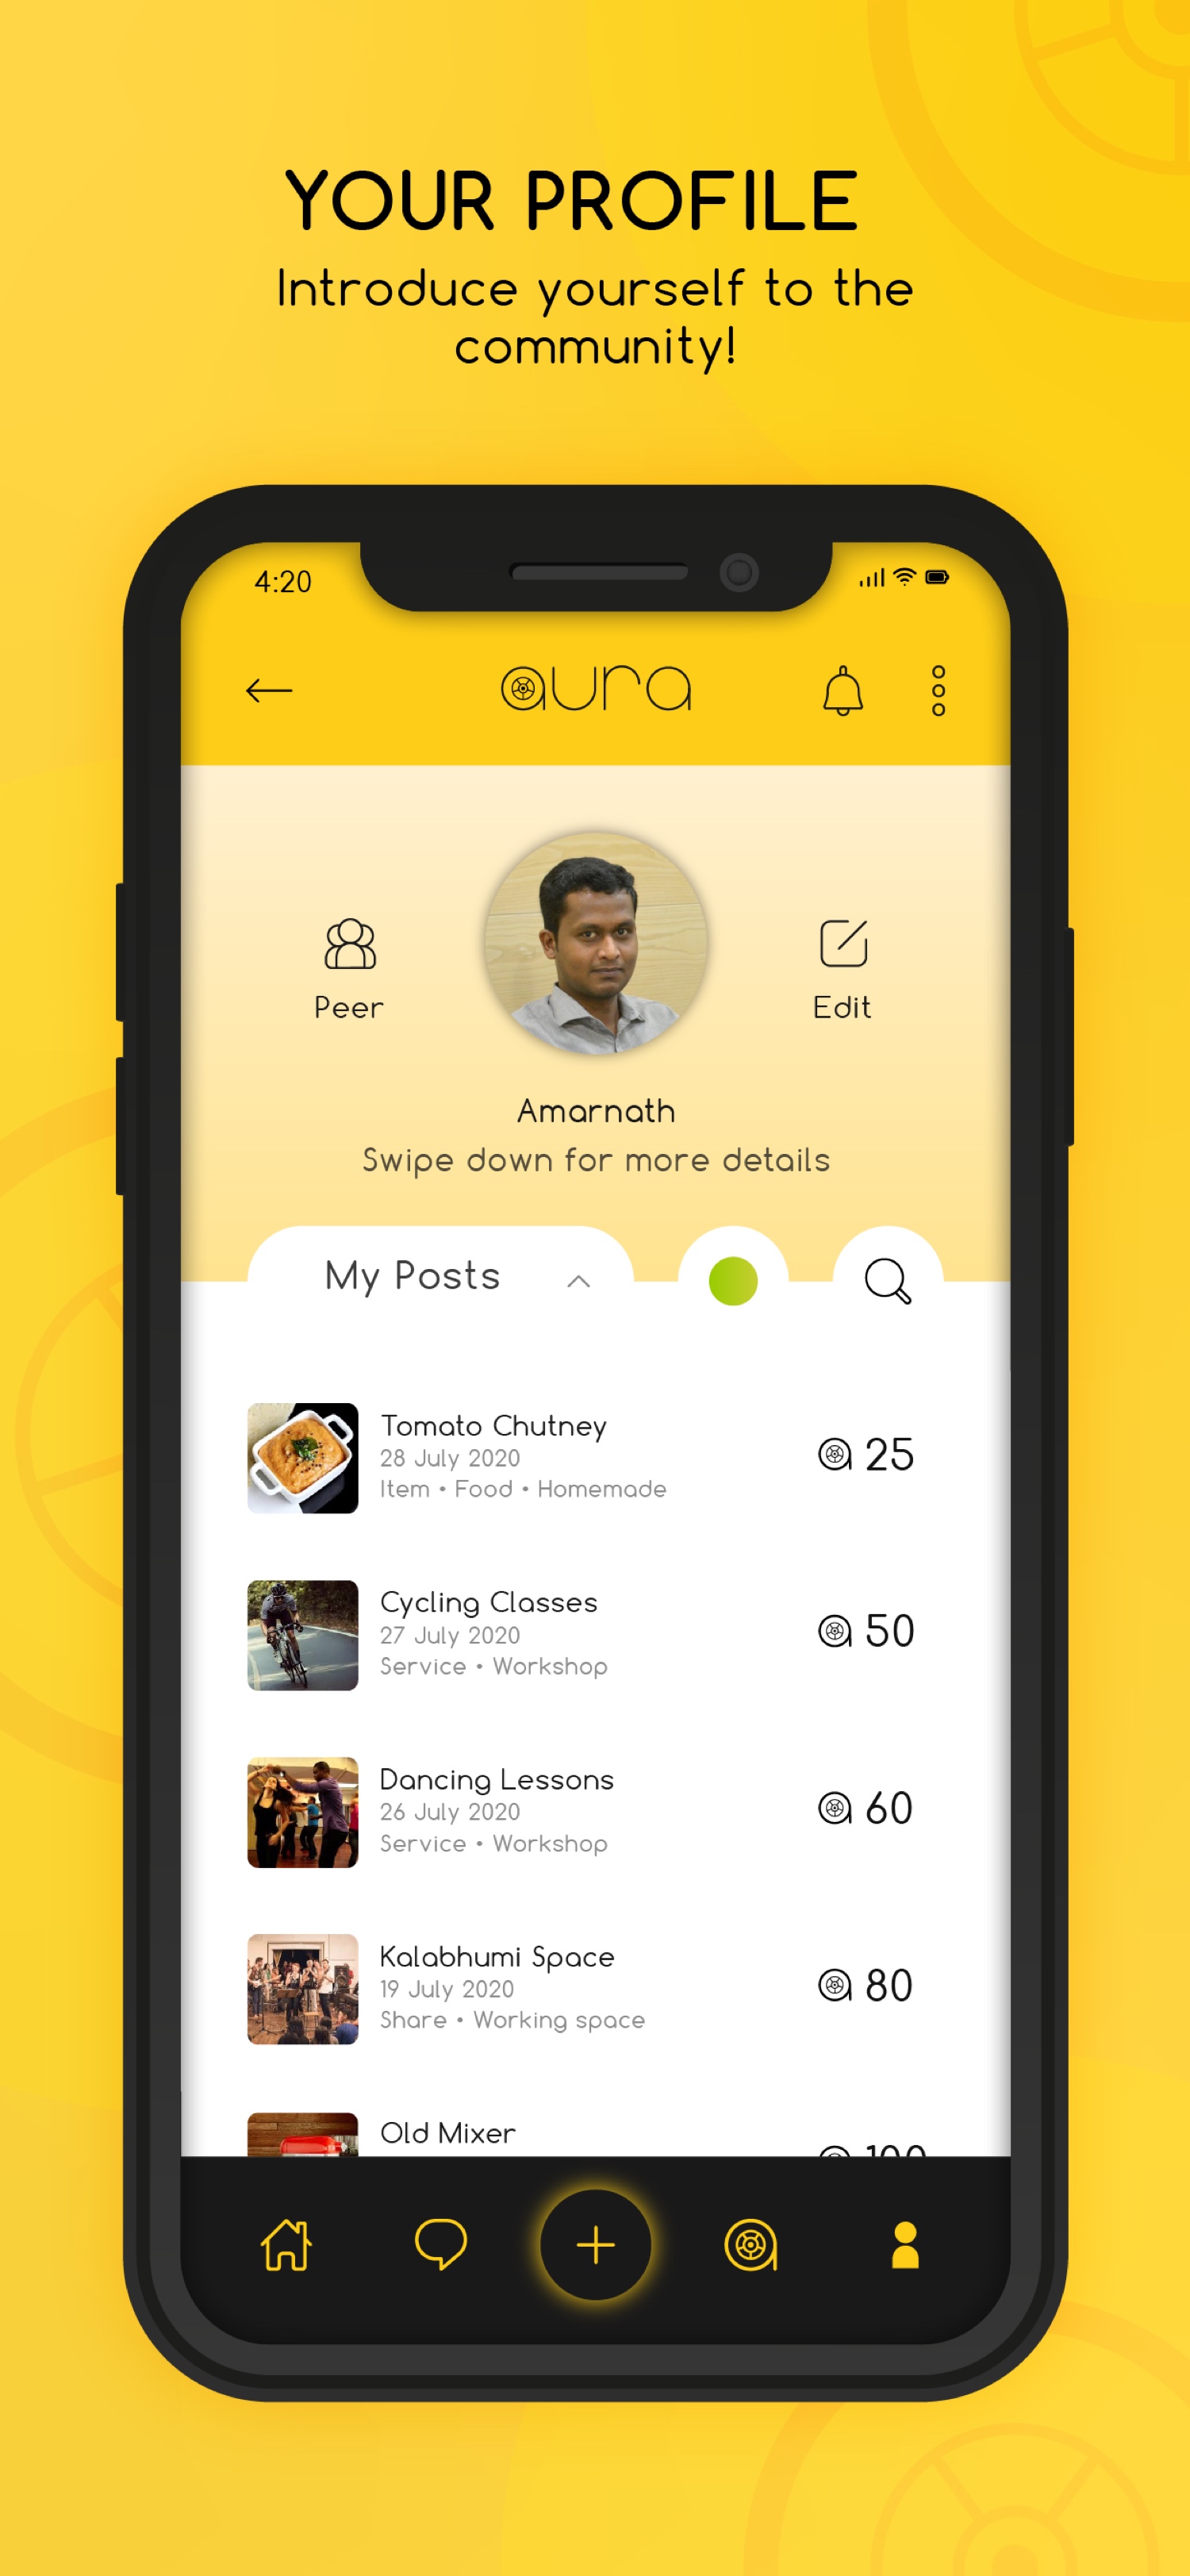 YOUR PROFILE
Introduce yourself to the
community!
4:20
aura
Peer
Edit
Amarnath
Swipe down for more details
My Posts
Tomato Chutney
28 July 2020
Item • Food • Homemade
25
Cycling Classes
27 July 2020
Service • Workshop
50
Dancing Lessons
26 July 2020
Service • Workshop
60
Kalabhumi Space
19 July 2020
Share • Working space
80
Old Mixer
100